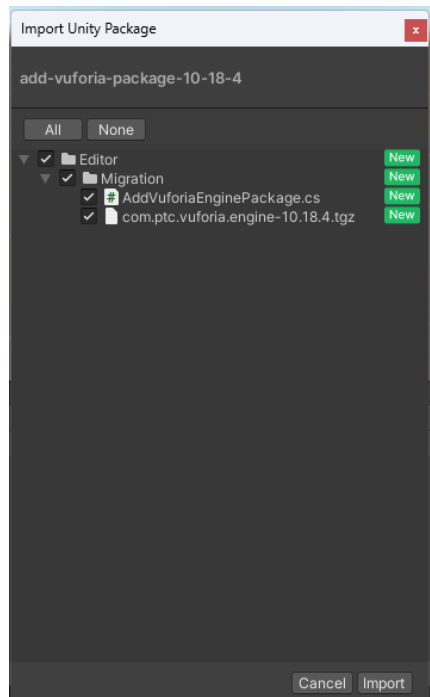 Import Unity Package
x
add-vuforia-package-10-18-4
All None
Editor New
Migration New
# AddVuforiaEnginePackage.cs New
com.ptc.vuforia.engine-10.18.4.tgz New
Cancel Import